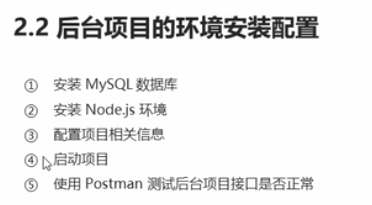 2.2 后台项目的环境安装配置
① 安装 MySQL 数据库
② 安装 Node.js 环境
③ 配置项目相关信息
④ 启动项目
⑤ 使用 Postman 测试后台项目接口是否正常